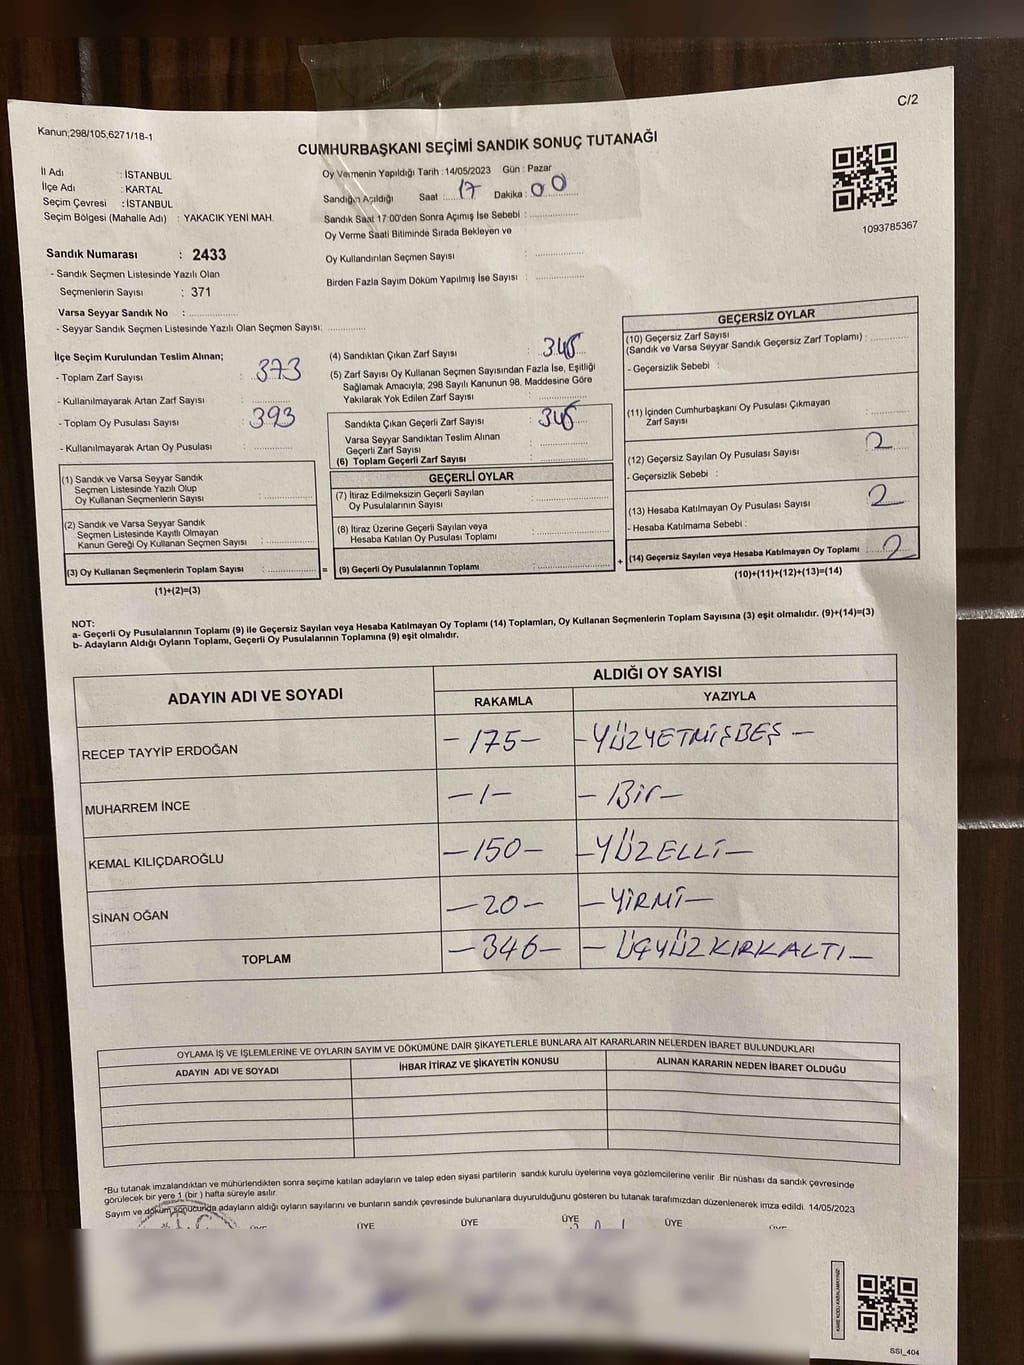 C/2
Kanun;298/105,6271/18-1
CUMHURBAŞKANI SEÇİMİ SANDIK SONUÇ TUTANAĞI
İl Adı : İSTANBUL
İlçe Adı : KARTAL
Seçim Çevresi : İSTANBUL
Seçim Bölgesi (Mahalle Adı) : YAKACIK YENİ MAH.
Oy Vermenin Yapıldığı Tarih : 14/05/2023 Gün : Pazar
Sandığın Açıldığı Saat : 17 Dakika : 00
Sandık Saat 17:00'den Sonra Açımış İse Sebebi :
Oy Verme Saati Bitiminde Sırada Bekleyen ve
Oy Kullandırılan Seçmen Sayısı :
Birden Fazla Sayım Döküm Yapılmış İse Sayısı :
1093785367
Sandık Numarası : 2433
- Sandık Seçmen Listesinde Yazılı Olan
Seçmenlerin Sayısı : 371
Varsa Seyyar Sandık No :
- Seyyar Sandık Seçmen Listesinde Yazılı Olan Seçmen Sayısı:
İlçe Seçim Kurulundan Teslim Alınan;
- Toplam Zarf Sayısı : 373
- Kullanılmayarak Artan Zarf Sayısı :
- Toplam Oy Pusulası Sayısı : 393
- Kullanılmayarak Artan Oy Pusulası :
(1) Sandık ve Varsa Seyyar Sandık
Seçmen Listesinde Yazılı Olup
Oy Kullanan Seçmenlerin Sayısı :
(2) Sandık ve Varsa Seyyar Sandık
Seçmen Listesinde Kayıtlı Olmayan
Kanun Gereği Oy Kullanan Seçmen Sayısı :
(3) Oy Kullanan Seçmenlerin Toplam Sayısı :
(1)+(2)=(3)
(4) Sandıktan Çıkan Zarf Sayısı :
(5) Zarf Sayısı Oy Kullanan Seçmen Sayısından Fazla İse, Eşitliği
Sağlamak Amacıyla; 298 Sayılı Kanunun 98. Maddesine Göre
Yakılarak Yok Edilen Zarf Sayısı :
Sandıkta Çıkan Geçerli Zarf Sayısı :
Varsa Seyyar Sandıktan Teslim Alınan
Geçerli Zarf Sayısı :
(6) Toplam Geçerli Zarf Sayısı :
GEÇERLİ OYLAR
(7) İtiraz Edilmeksizin Geçerli Sayılan
Oy Pusulasının Sayısı :
(8) İtiraz Üzerine Geçerli Sayılan veya
Hesaba Katılan Oy Pusulası Toplamı :
= (9) Geçerli Oy Pusulalarının Toplamı :
GEÇERSİZ OYLAR
(10) Geçersiz Zarf Sayısı
(Sandık ve Varsa Seyyar Sandık Geçersiz Zarf Toplamı) :
- Geçersizlik Sebebi :
(11) İçinden Cumhurbaşkanı Oy Pusulası Çıkmayan
Zarf Sayısı :
(12) Geçersiz Sayılan Oy Pusulası Sayısı : 2
- Geçersizlik Sebebi :
(13) Hesaba Katılmayan Oy Pusulası Sayısı : 2
- Hesaba Katılmama Sebebi :
+ (14) Geçersiz Sayılan veya Hesaba Katılmayan Oy Toplamı : 2
(10)+(11)+(12)+(13)=(14)
NOT:
a- Geçerli Oy Pusulalarının Toplamı (9) ile Geçersiz Sayılan veya Hesaba Katılmayan Oy Toplamı (14) Toplamları, Oy Kullanan Seçmenlerin Toplam Sayısına (3) eşit olmalıdır. (9)+(14)=(3)
b- Adayların Aldığı Oyların Toplamı, Geçerli Oy Pusulalarının Toplamına (9) eşit olmalıdır.
ADAYIN ADI VE SOYADI ALDIĞI OY SAYISI
RAKAMLA YAZIYLA
RECEP TAYYİP ERDOĞAN -175- -YÜZYETMİŞBEŞ-
MUHARREM İNCE -1- -Bir-
KEMAL KILIÇDAROĞLU -150- -YÜZELLİ-
SİNAN OĞAN -20- -YİRMİ-
TOPLAM -346- -ÜÇYÜZKIRKALTI-
OYLAMA İŞ VE İŞLEMLERİNE VE OYLARIN SAYIM VE DÖKÜMÜNE DAİR ŞİKAYETLERLE BUNLARA AİT KARARLARIN NELERDEN İBARET BULUNDUKLARI
ADAYIN ADI VE SOYADI İHBAR İTİRAZ VE ŞİKAYETİN KONUSU ALINAN KARARIN NEDEN İBARET OLDUĞU
*Bu tutanak imzalandıktan ve mühürlendikten sonra seçime katılan adayların ve talep eden siyasi partilerin sandık kurulu üyelerine veya gözlemcilerine verilir .Bir nüshası da sandık çevresinde
görülecek bir yere 1 (bir ) hafta süreyle asılır.
Sayım ve döküm sonucunda adayların aldığı oyların sayılarını ve bunların sandık çevresinde bulunanlara duyurulduğunu gösteren bu tutanak tarafımızdan düzenlenerek imza edildi. 14/05/2023
ÜYE ÜYE ÜYE ÜYE
SSI_404